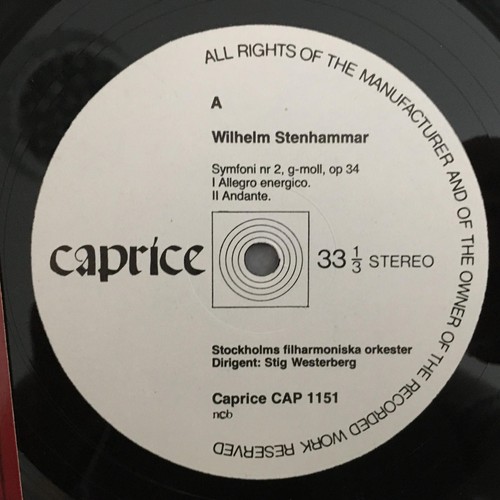 ALL RIGHTS OF THE MANUFACTURER AND OF THE OWNER OF THE RECORDED WORK RESERVED
A
Wilhelm Stenhammar
Symfoni nr 2, g-moll, op 34
I Allegro energico.
II Andante.
caprice
33 1/3 STEREO
Stockholms filharmoniska orkester
Dirigent: Stig Westerberg
Caprice CAP 1151
ncb